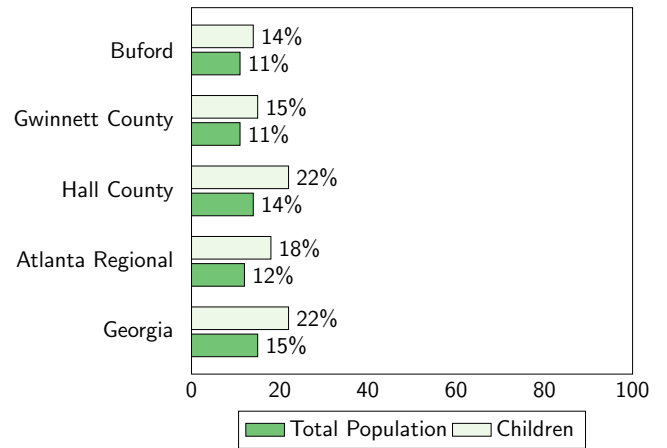 Buford
14%
11%
Gwinnett County
15%
11%
Hall County
22%
14%
Atlanta Regional
18%
12%
Georgia
22%
15%
0 20 40 60 80 100
Total Population Children